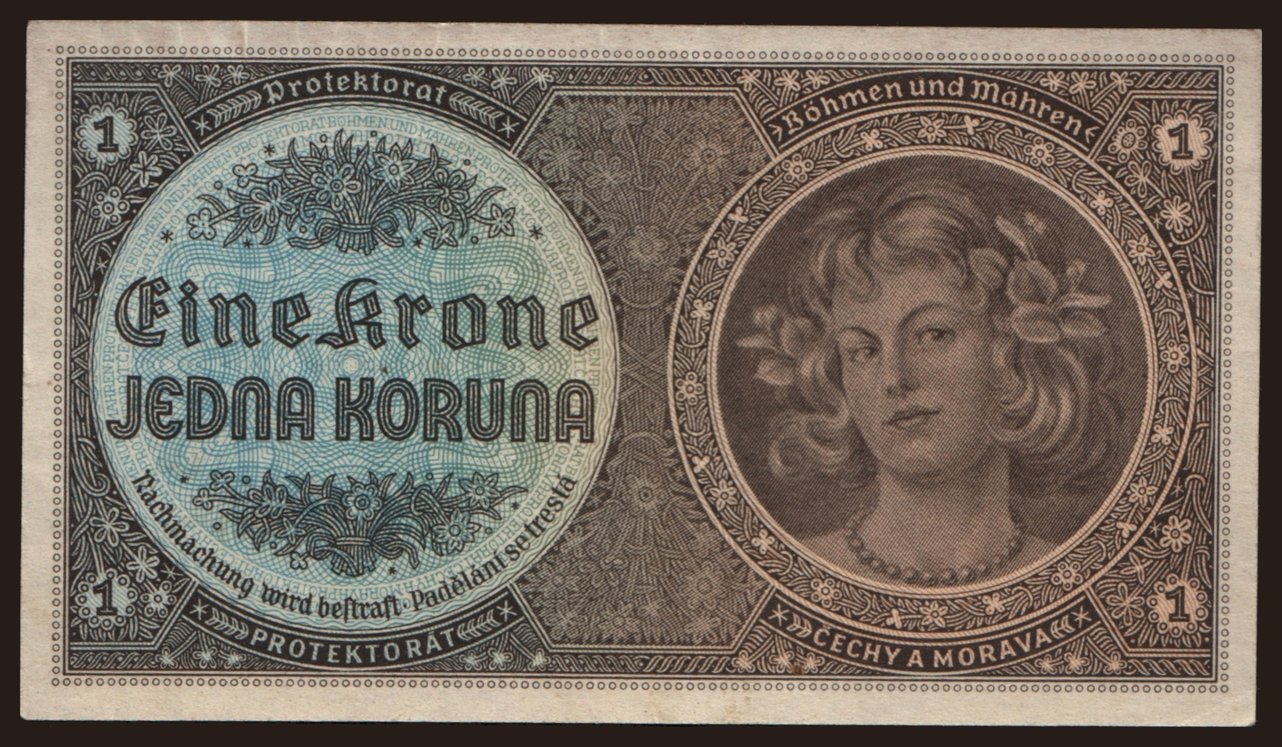 Protektorat
Böhmen und Mähren
1
1
Eine Krone
JEDNA KORUNA
Nachmachung wird bestraft · Padělání se trestá
1
1
PROTEKTORÁT
ČECHY A MORAVA